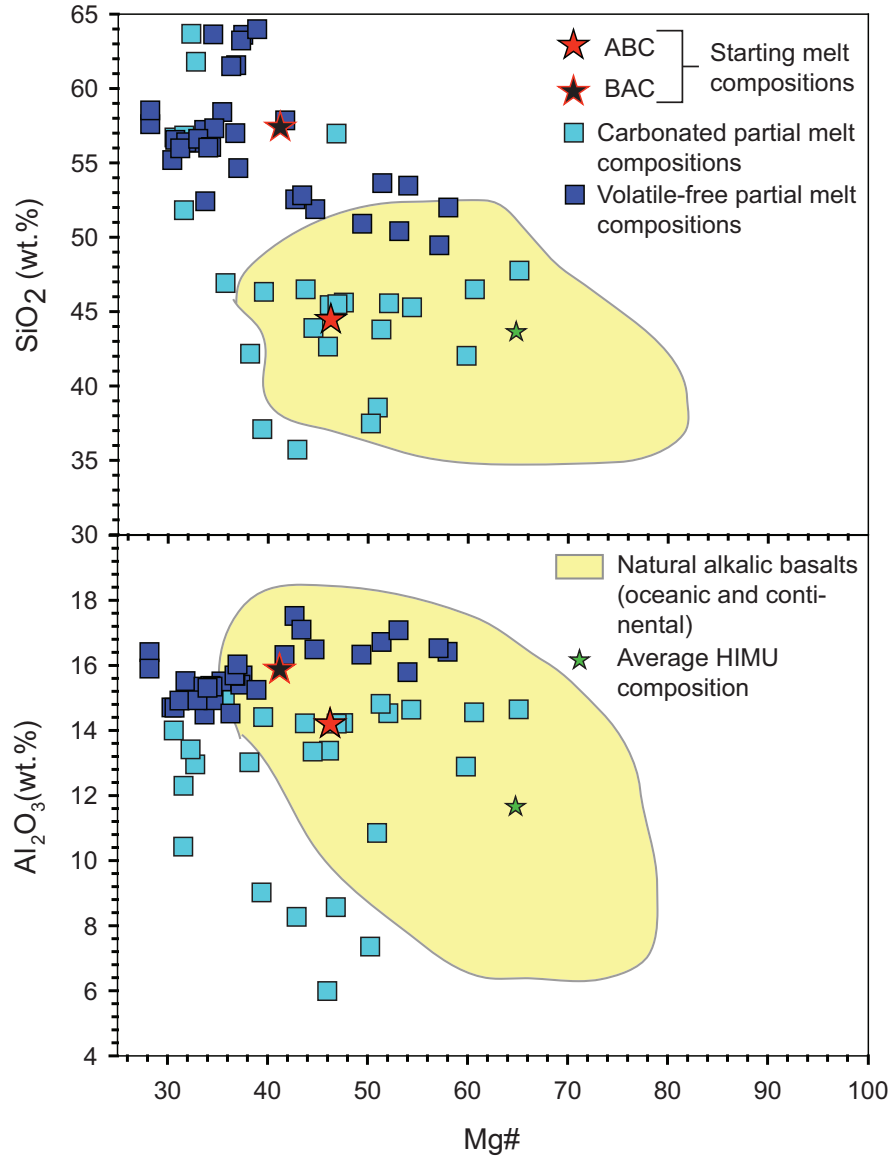 65
60
55
50
45
40
35
30
SiO2 (wt.%)
ABC
BAC
Starting melt
compositions
Carbonated partial melt
compositions
Volatile-free partial melt
compositions
18
16
14
12
10
8
6
4
Al2O3(wt.%)
Natural alkalic basalts
(oceanic and conti-
nental)
Average HIMU
composition
30 40 50 60 70 80 90 100
Mg#